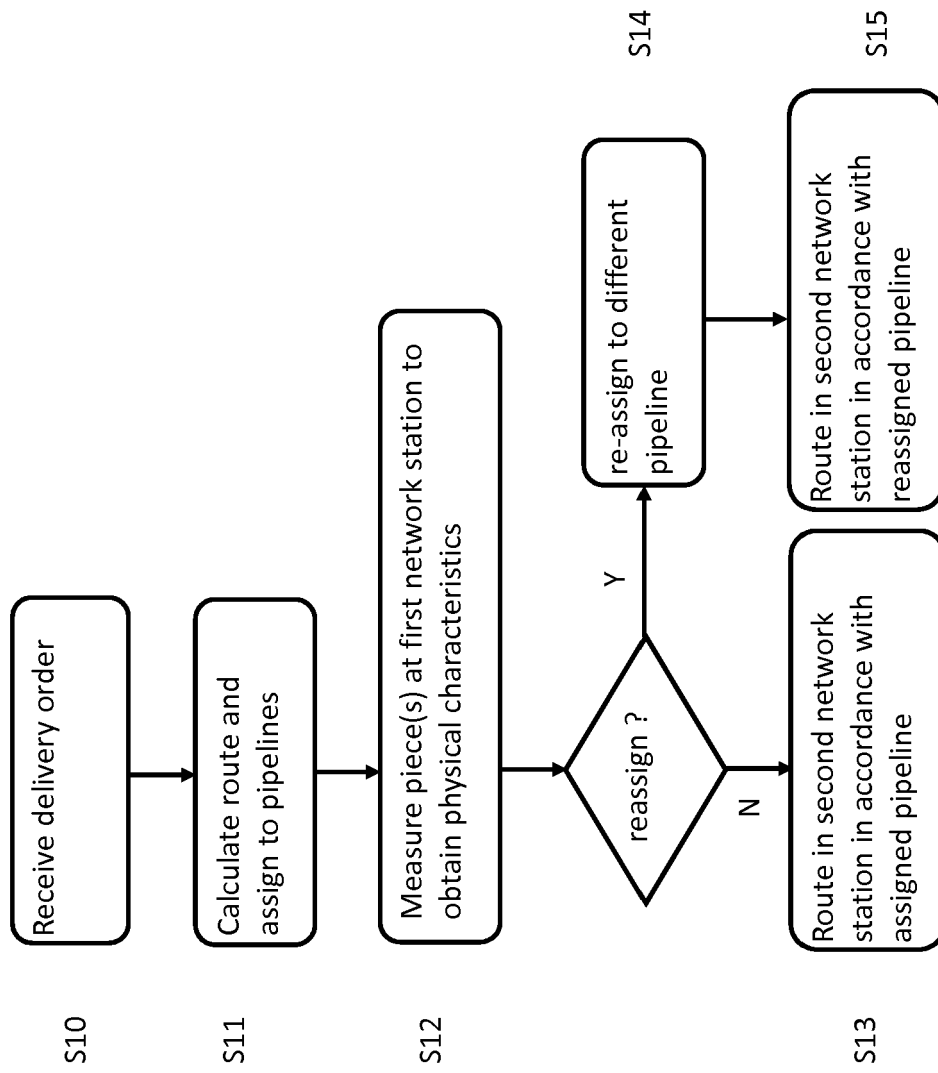 S10
Receive delivery order
S11
Calculate route and
assign to pipelines
S12
Measure piece(s) at first network station to
obtain physical characteristics
reassign ?
Y
N
S14
re-assign to different
pipeline
S13
Route in second network
station in accordance with
assigned pipeline
S15
Route in second network
station in accordance with
reassigned pipeline